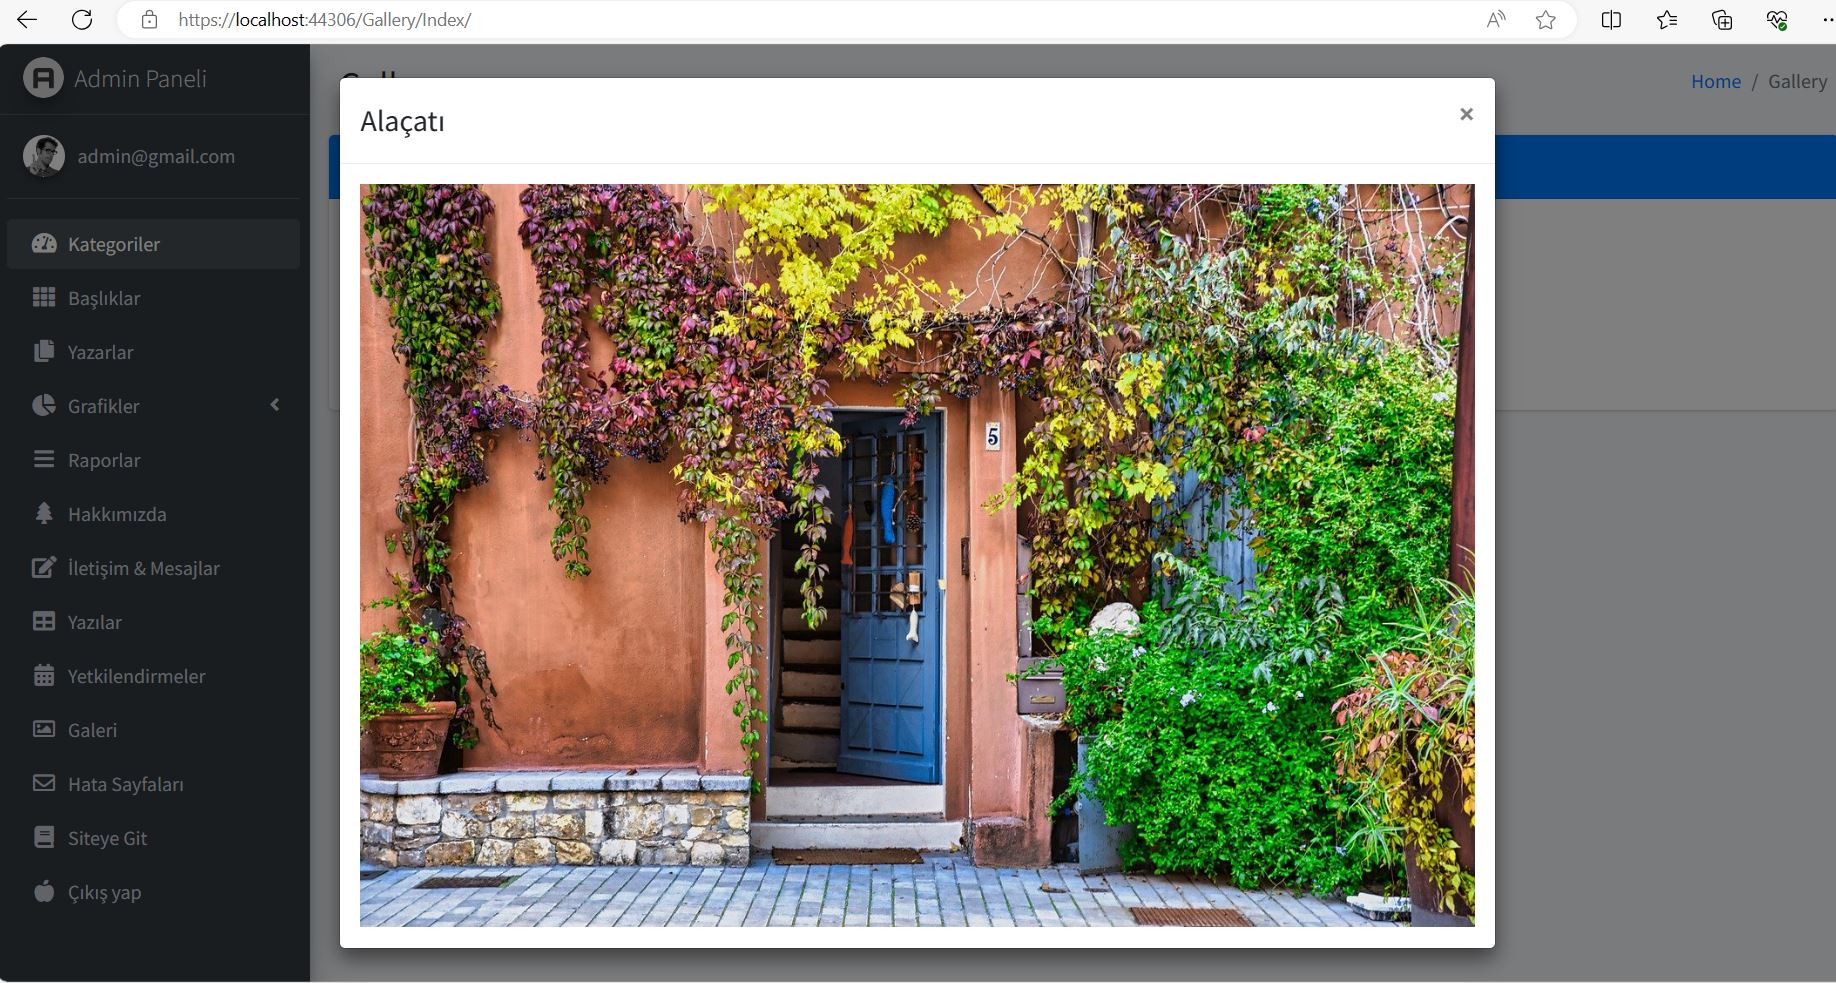 https://localhost:44306/Gallery/Index/
Admin Paneli
Home / Gallery
Alaçatı
×
admin@gmail.com
Kategoriler
Başlıklar
Yazarlar
Grafikler
5
Raporlar
Hakkımızda
İletişim & Mesajlar
Yazılar
Yetkilendirmeler
Galeri
Hata Sayfaları
Siteye Git
Çıkış yap